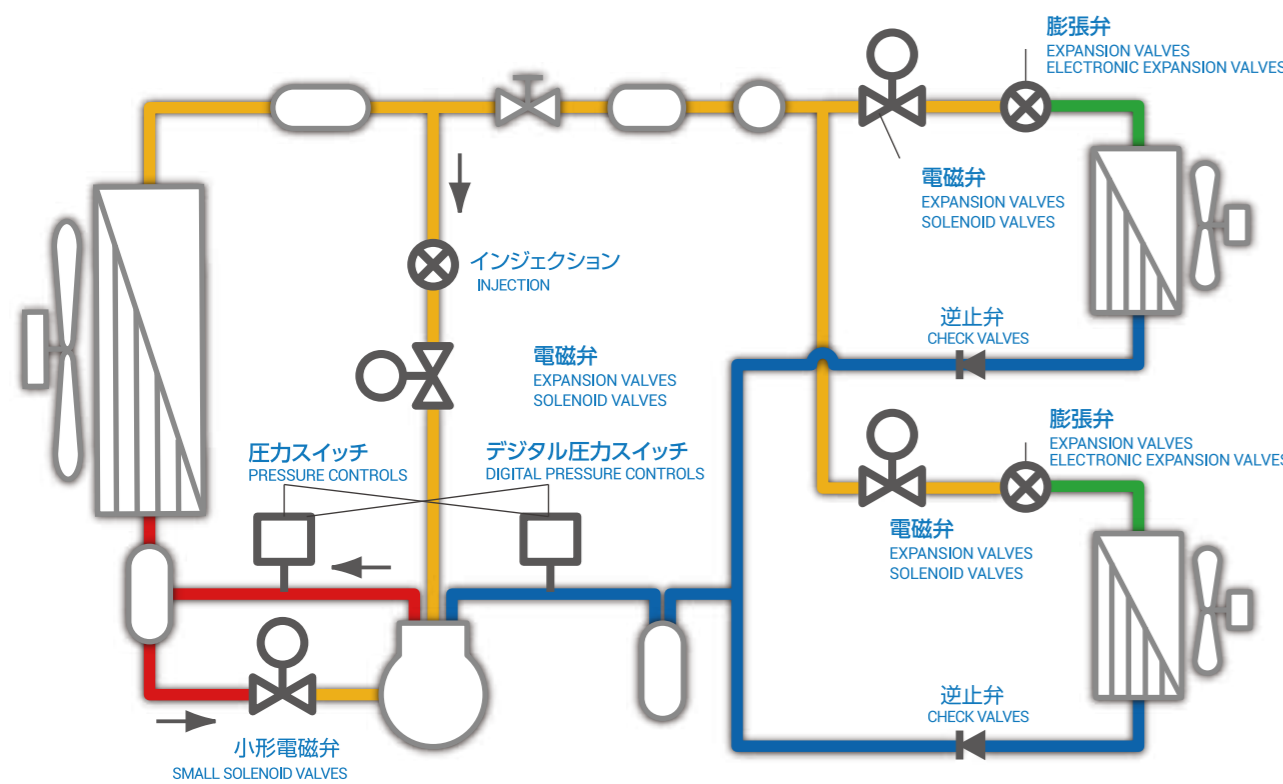 膨張弁
EXPANSION VALVES
ELECTRONIC EXPANSION VALVES
電磁弁
EXPANSION VALVES
SOLENOID VALVES
インジェクション
INJECTION
逆止弁
CHECK VALVES
電磁弁
EXPANSION VALVES
SOLENOID VALVES
圧力スイッチ
PRESSURE CONTROLS
デジタル圧力スイッチ
DIGITAL PRESSURE CONTROLS
膨張弁
EXPANSION VALVES
ELECTRONIC EXPANSION VALVES
電磁弁
EXPANSION VALVES
SOLENOID VALVES
逆止弁
CHECK VALVES
小形電磁弁
SMALL SOLENOID VALVES